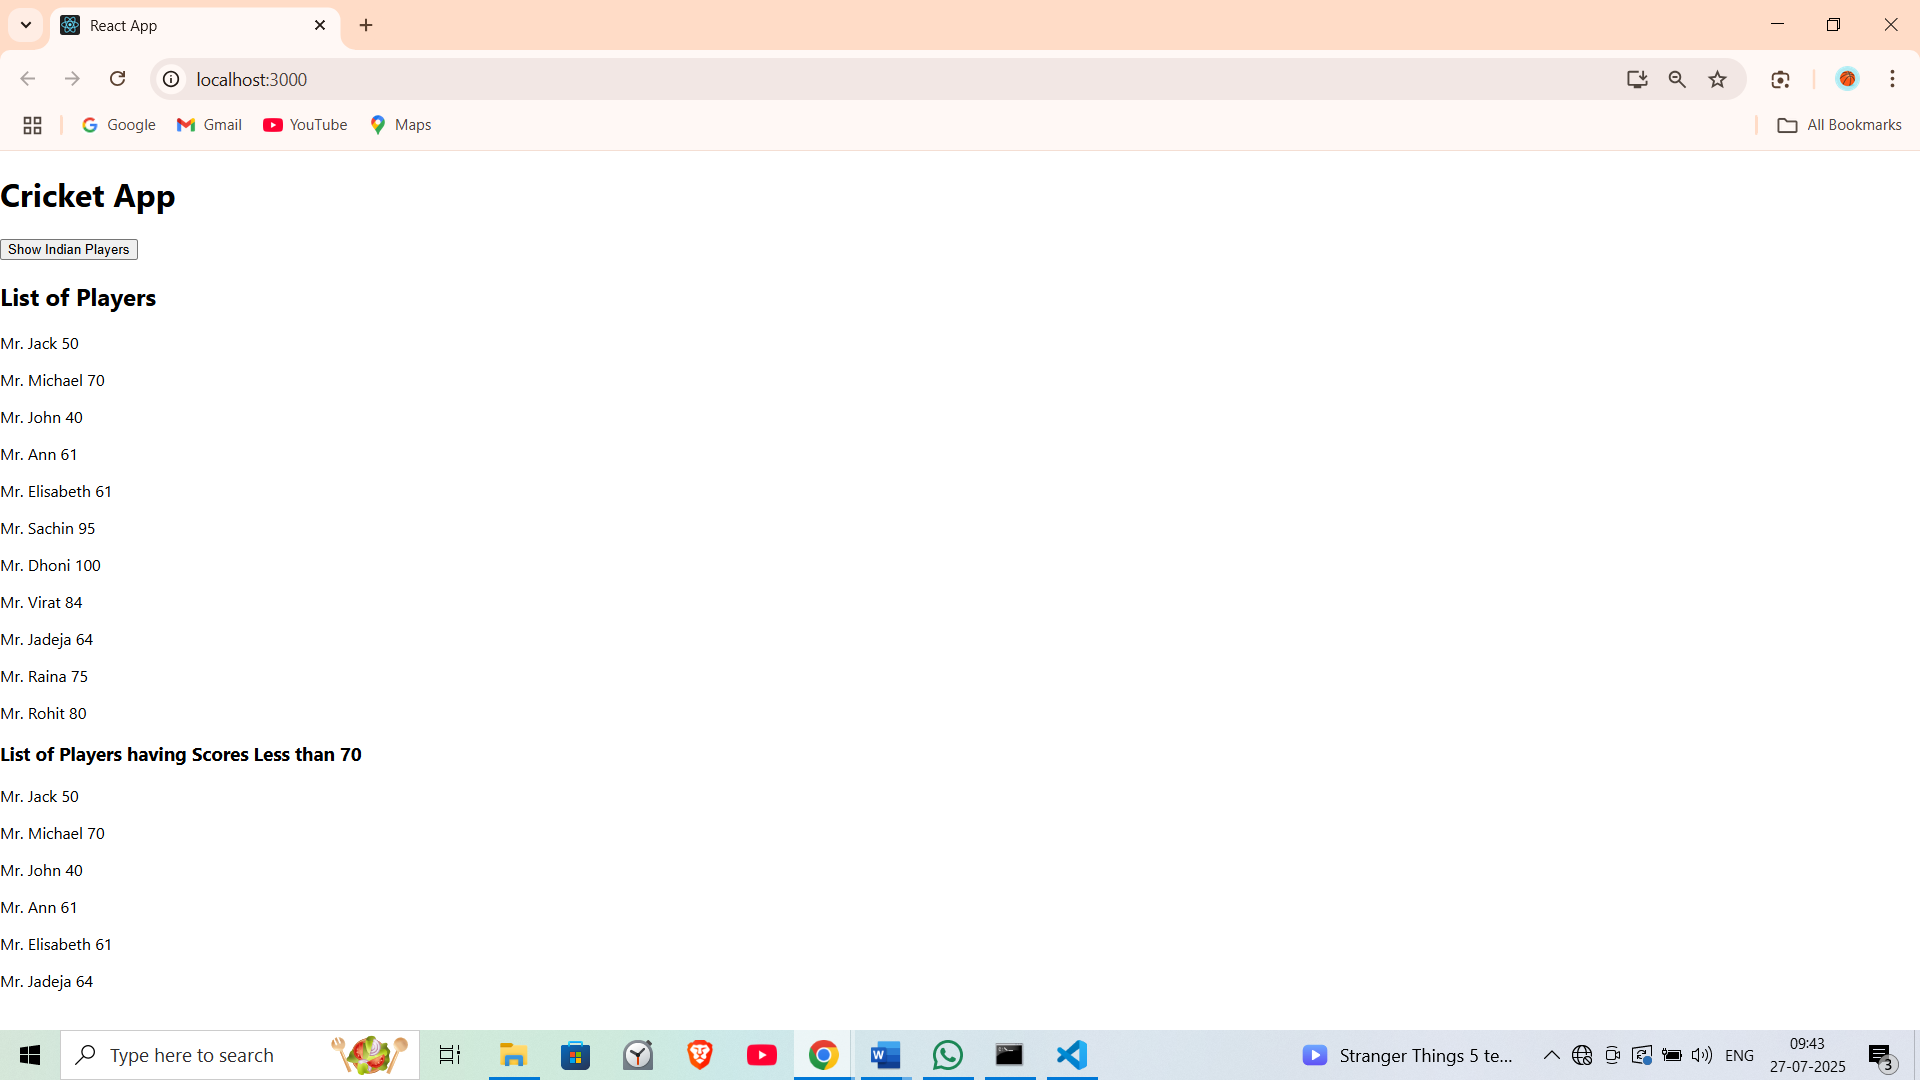 React App
localhost:3000
Google
Gmail
YouTube
Maps
All Bookmarks
Cricket App
Show Indian Players
List of Players
Mr. Jack 50
Mr. Michael 70
Mr. John 40
Mr. Ann 61
Mr. Elisabeth 61
Mr. Sachin 95
Mr. Dhoni 100
Mr. Virat 84
Mr. Jadeja 64
Mr. Raina 75
Mr. Rohit 80
List of Players having Scores Less than 70
Mr. Jack 50
Mr. Michael 70
Mr. John 40
Mr. Ann 61
Mr. Elisabeth 61
Mr. Jadeja 64
Type here to search
Stranger Things 5 te...
ENG
09:43
27-07-2025
3